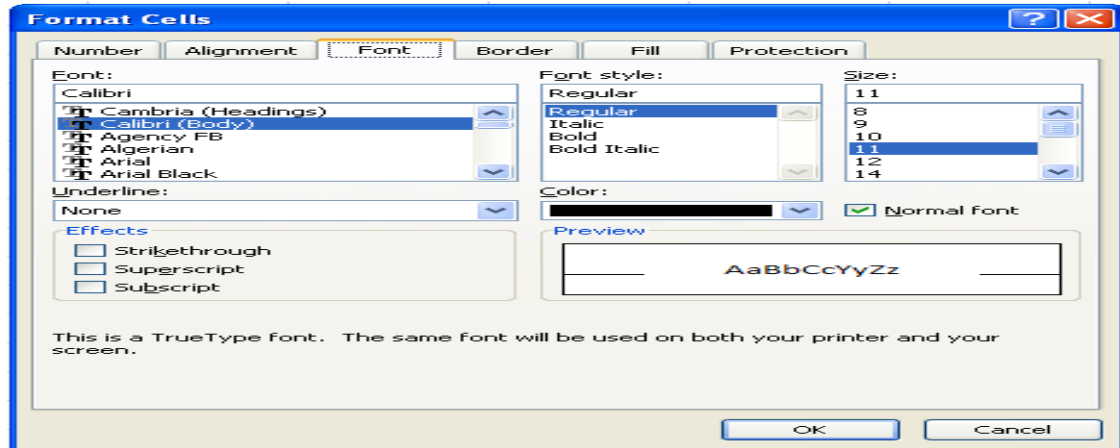 Format Cells
Number Alignment Font Border Fill Protection
Font: Font style: Size:
Calibri Regular 11
Cambria (Headings) Regular 8
Calibri (Body) Italic 9
Agency FB Bold 10
Algerian Bold Italic 11
Arial 12
Arial Black 14
Underline: Color:
None Normal font
Effects Preview
Strikethrough
Superscript AaBbCcYyZz
Subscript
This is a TrueType font. The same font will be used on both your printer and your
screen.
OK Cancel